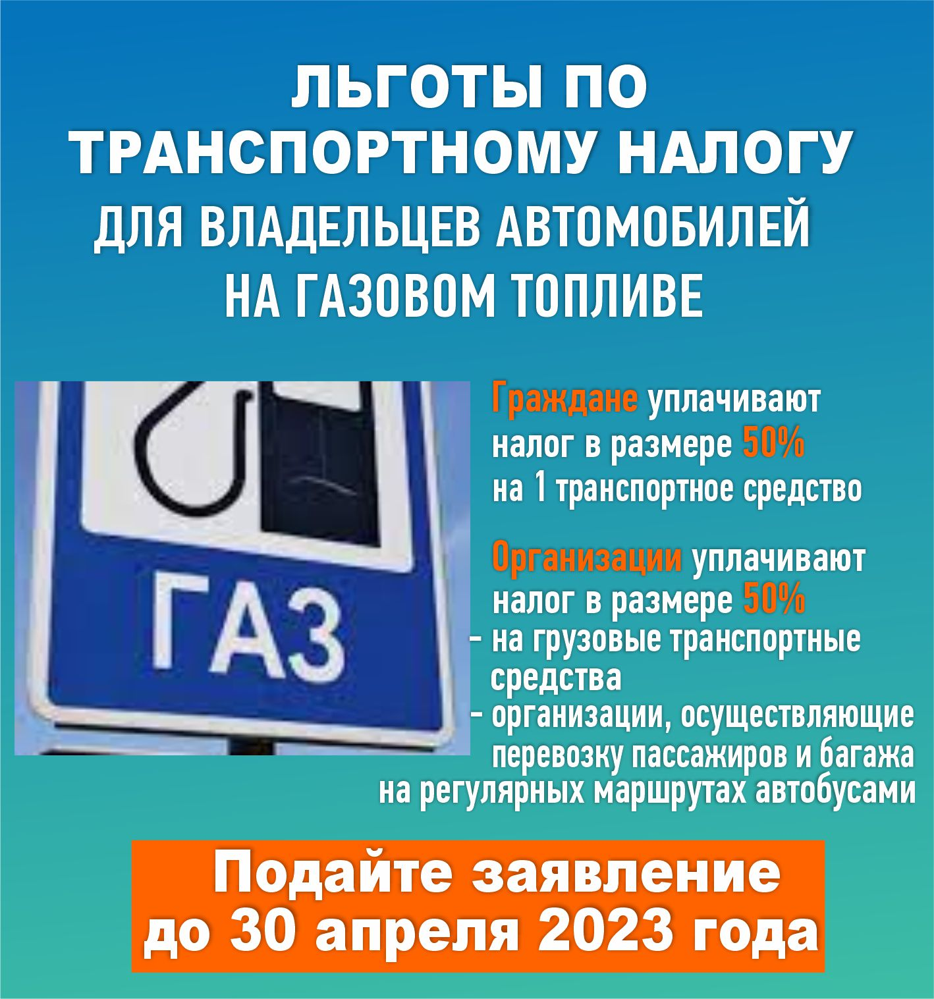 ЛЬГОТЫ ПО
ТРАНСПОРТНОМУ НАЛОГУ
ДЛЯ ВЛАДЕЛЬЦЕВ АВТОМОБИЛЕЙ
НА ГАЗОВОМ ТОПЛИВЕ
ГАЗ
Граждане уплачивают
налог в размере 50%
на 1 транспортное средство
Организации уплачивают
налог в размере 50%
- на грузовые транспортные
средства
- организации, осуществляющие
перевозку пассажиров и багажа
на регулярных маршрутах автобусами
Подайте заявление
до 30 апреля 2023 года